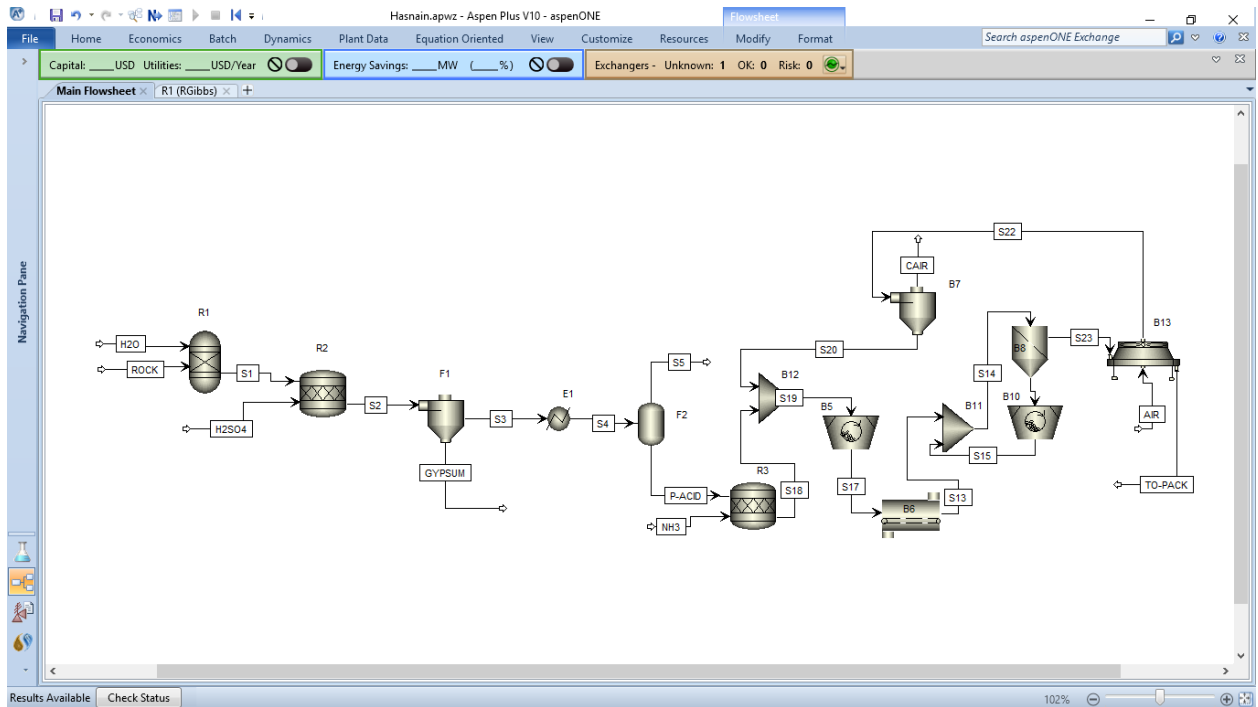 Hasnain.apwz - Aspen Plus V10 - aspenONE
Flowsheet
File Home Economics Batch Dynamics Plant Data Equation Oriented View Customize Resources Modify Format Search aspenONE Exchange
Capital: ____USD Utilities: ____USD/Year Energy Savings: ____MW (____%) Exchangers - Unknown: 1 OK: 0 Risk: 0
Main Flowsheet R1 (RGibbs)
Navigation Pane
S22
CAIR
B7
R1
B13
H2O
R2
S20
S23
B8
ROCK
S1
S5
B12
S14
F1
E1
S19
B5
B11
B10
S2
S3
S4
F2
AIR
H2SO4
S15
GYPSUM
R3
S17
TO-PACK
P-ACID
S18
S13
NH3
B6
Results Available Check Status 102%